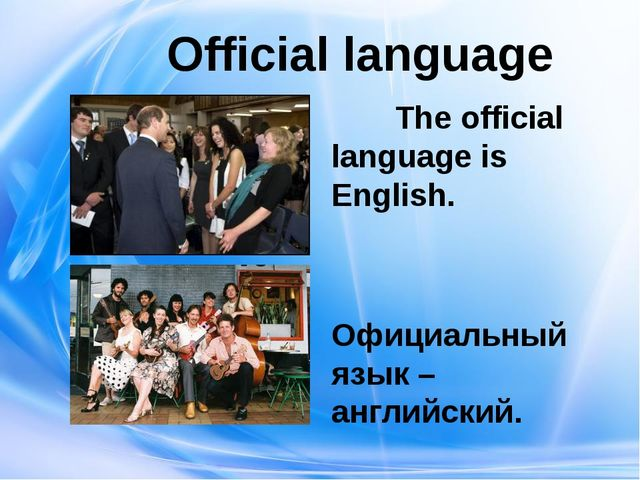 Official language
The official
language is
English.
Официальный
язык –
английский.